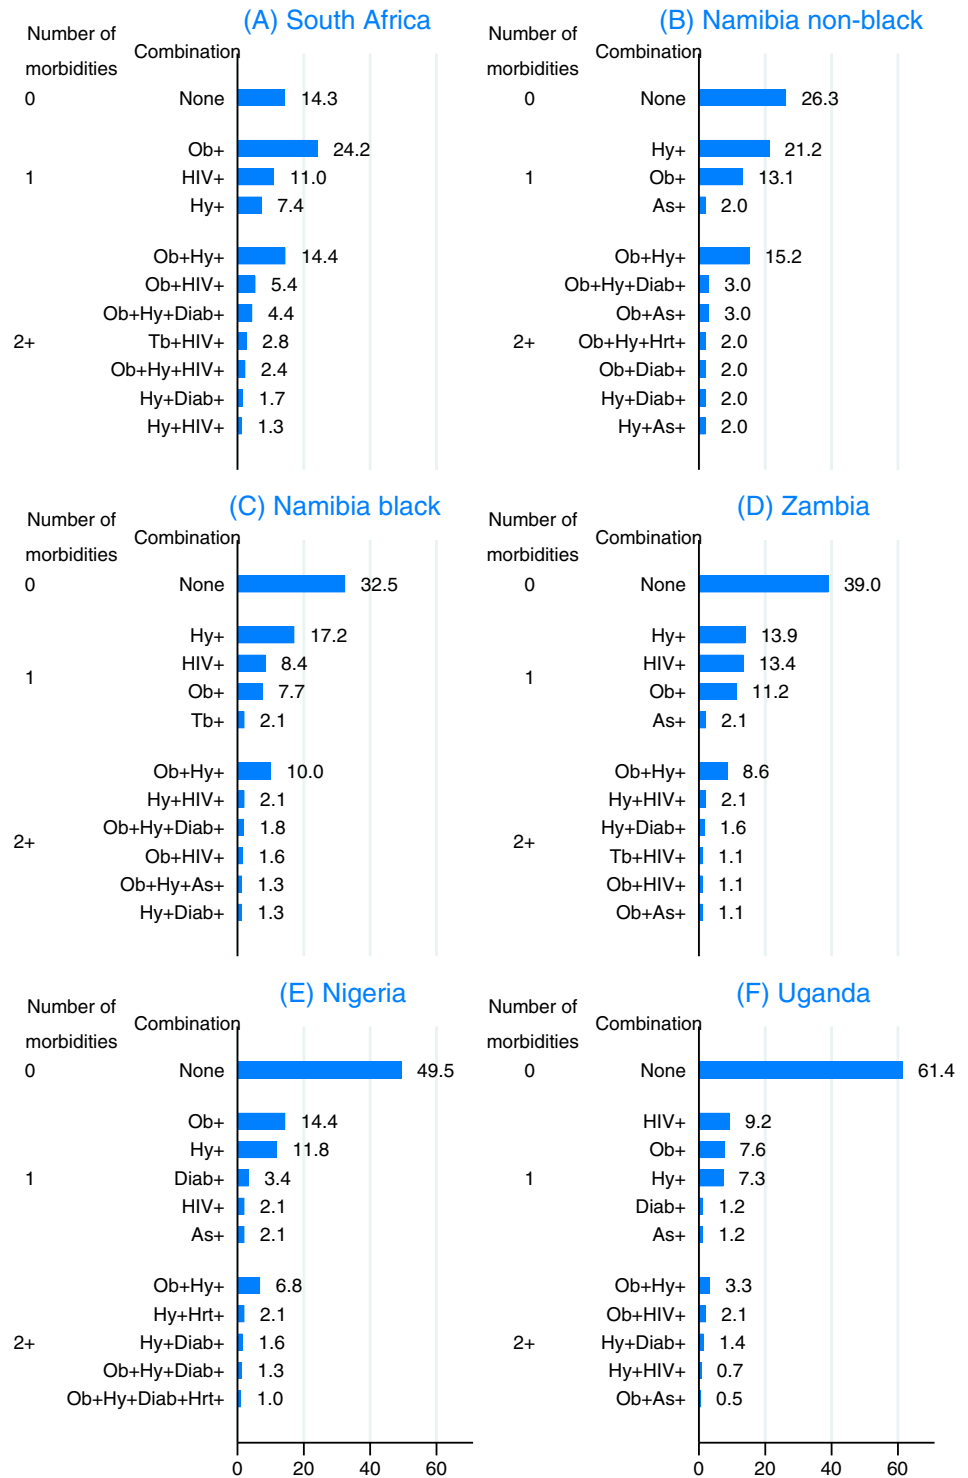 (A) South Africa
Number of
morbidities
Combination
0 None 14.3
Ob+ 24.2
1 HIV+ 11.0
Hy+ 7.4
Ob+Hy+ 14.4
Ob+HIV+ 5.4
Ob+Hy+Diab+ 4.4
2+ Tb+HIV+ 2.8
Ob+Hy+HIV+ 2.4
Hy+Diab+ 1.7
Hy+HIV+ 1.3
(B) Namibia non-black
Number of
morbidities
Combination
0 None 26.3
Hy+ 21.2
1 Ob+ 13.1
As+ 2.0
Ob+Hy+ 15.2
Ob+Hy+Diab+ 3.0
Ob+As+ 3.0
2+ Ob+Hy+Hrt+ 2.0
Ob+Diab+ 2.0
Hy+Diab+ 2.0
Hy+As+ 2.0
(C) Namibia black
Number of
morbidities
Combination
0 None 32.5
Hy+ 17.2
HIV+ 8.4
1
Ob+ 7.7
Tb+ 2.1
Ob+Hy+ 10.0
Hy+HIV+ 2.1
Ob+Hy+Diab+ 1.8
2+
Ob+HIV+ 1.6
Ob+Hy+As+ 1.3
Hy+Diab+ 1.3
(D) Zambia
Number of
morbidities
Combination
0 None 39.0
Hy+ 13.9
HIV+ 13.4
1
Ob+ 11.2
As+ 2.1
Ob+Hy+ 8.6
Hy+HIV+ 2.1
Hy+Diab+ 1.6
2+
Tb+HIV+ 1.1
Ob+HIV+ 1.1
Ob+As+ 1.1
(E) Nigeria
Number of
morbidities
Combination
0 None 49.5
Ob+ 14.4
Hy+ 11.8
1 Diab+ 3.4
HIV+ 2.1
As+ 2.1
Ob+Hy+ 6.8
Hy+Hrt+ 2.1
2+ Hy+Diab+ 1.6
Ob+Hy+Diab+ 1.3
Ob+Hy+Diab+Hrt+ 1.0
0 20 40 60
(F) Uganda
Number of
morbidities
Combination
0 None 61.4
HIV+ 9.2
Ob+ 7.6
1 Hy+ 7.3
Diab+ 1.2
As+ 1.2
Ob+Hy+ 3.3
Ob+HIV+ 2.1
2+ Hy+Diab+ 1.4
Hy+HIV+ 0.7
Ob+As+ 0.5
0 20 40 60